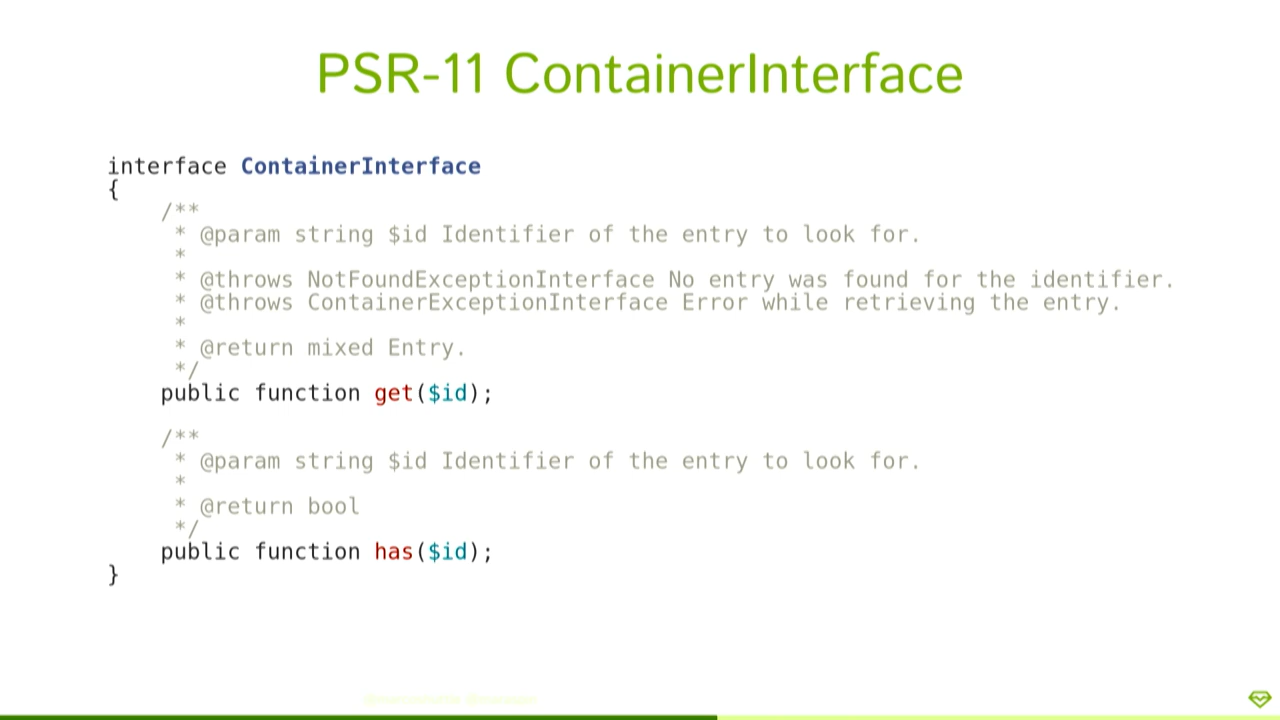 PSR-11 ContainerInterface
interface ContainerInterface
{
    /**
     * @param string $id Identifier of the entry to look for.
     *
     * @throws NotFoundExceptionInterface No entry was found for the identifier.
     * @throws ContainerExceptionInterface Error while retrieving the entry.
     *
     * @return mixed Entry.
     */
    public function get($id);
    /**
     * @param string $id Identifier of the entry to look for.
     *
     * @return bool
     */
    public function has($id);
}